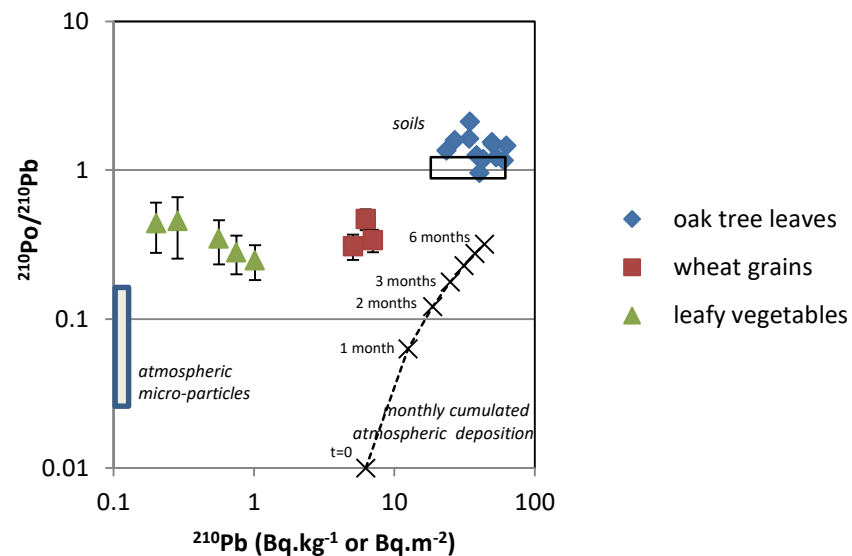 10
1
0.1
0.01
²¹⁰Po/²¹⁰Pb
soils
6 months
3 months
2 months
1 month
t=0
atmospheric
micro-particles
monthly cumulated
atmospheric deposition
0.1
1
10
100
²¹⁰Pb (Bq.kg⁻¹ or Bq.m⁻²)
oak tree leaves
wheat grains
leafy vegetables